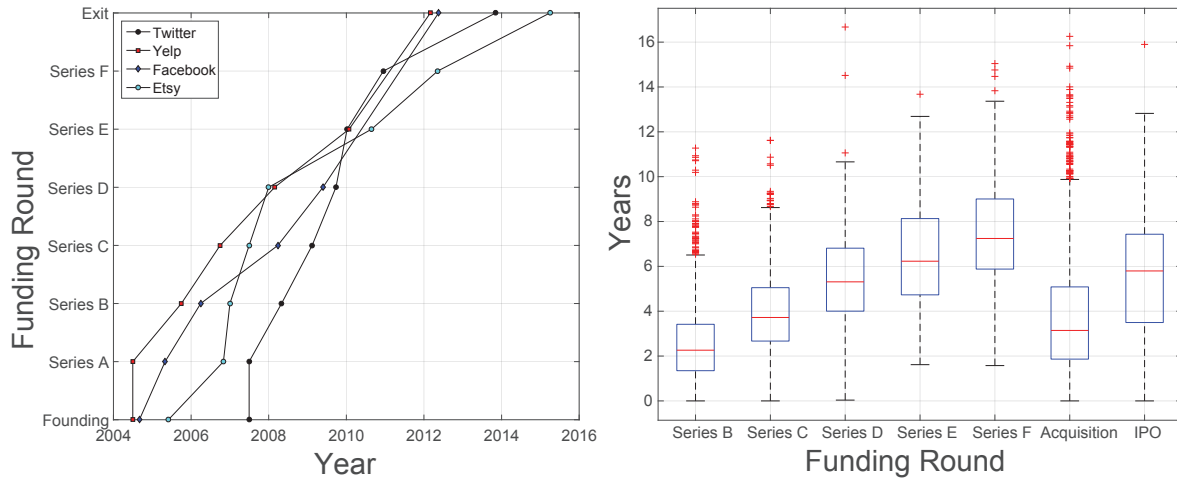 Exit
Series F
Series E
Series D
Series C
Series B
Series A
Founding
Funding Round
Twitter
Yelp
Facebook
Etsy
2004 2006 2008 2010 2012 2014 2016
Year
16
14
12
10
8
6
4
2
0
Years
Series B Series C Series D Series E Series F Acquisition IPO
Funding Round